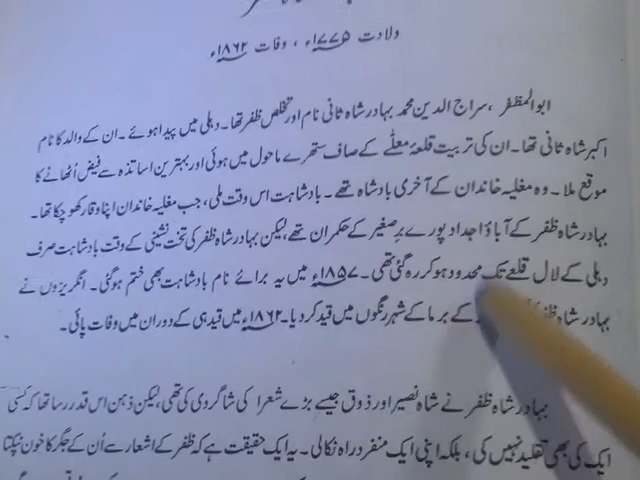 ولادت ۱۷۷۵ء ، وفات ۱۸۶۲ء
ابوالمظفر ، سراج الدین محمد بہادر شاہ ثانی نام اور تخلص ظفر تھا۔ دہلی میں پیدا ہوئے۔ ان کے والد کا نام
اکبر شاہ ثانی تھا۔ ان کی تربیت قلعۂ معلّٰی کے صاف ستھرے ماحول میں ہوئی اور بہترین اساتذہ سے فیض اُٹھانے کا
موقع ملا۔ وہ مغلیہ خاندان کے آخری بادشاہ تھے۔ بادشاہت اس وقت ملی، جب مغلیہ خاندان اپنا وقار کھو چکا تھا۔
بہادر شاہ ظفر کے آباؤ اجداد پورے برِصغیر کے حکمران تھے، لیکن بہادر شاہ ظفر کی تخت نشینی کے وقت بادشاہت صرف
دہلی کے لال قلعے تک محدود ہو کر رہ گئی تھی۔ ۱۸۵۷ء میں یہ برائے نام بادشاہت بھی ختم ہو گئی۔ انگریزوں نے
بہادر شاہ ظفر کے برما کے شہر رنگون میں قید کر دیا۔ ۱۸۶۲ء میں قید ہی کے دوران میں وفات پائی۔
بہادر شاہ ظفر نے شاہ نصیر اور ذوق جیسے بڑے شعرا کی شاگردی کی تھی، لیکن ذہن اس قدر رسا تھا کہ کسی
ایک کی بھی تقلید نہیں کی ، بلکہ اپنی ایک منفرد راہ نکالی۔ یہ ایک حقیقت ہے کہ ظفر کے اشعار سے اُن کے جگر کا خون ٹپکتا